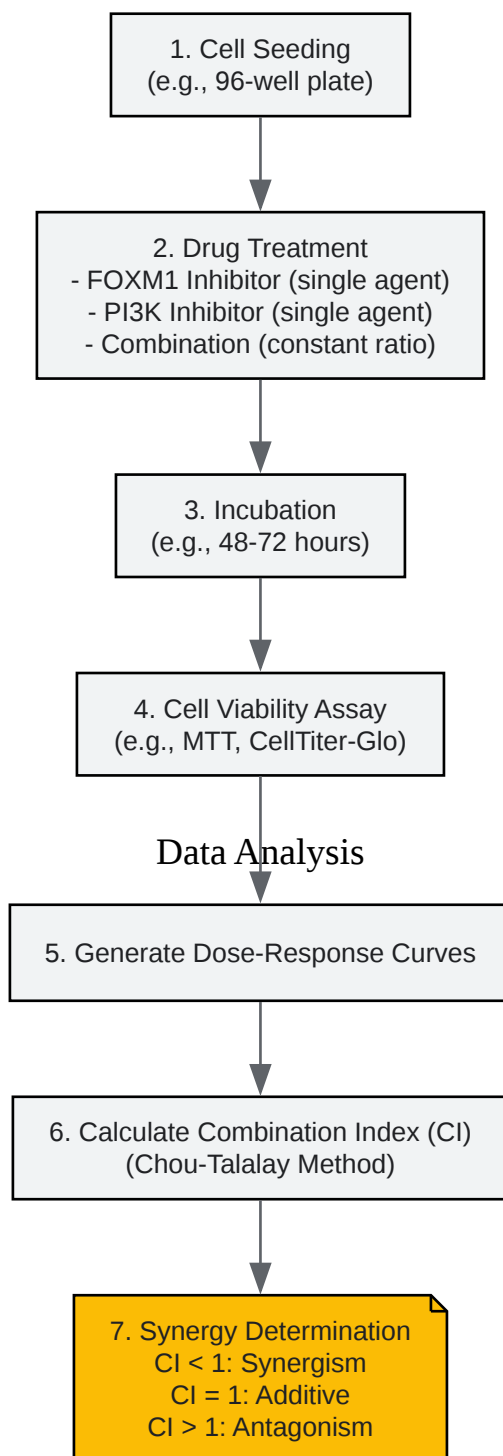 1. Cell Seeding
(e.g., 96-well plate)
2. Drug Treatment
- FOXM1 Inhibitor (single agent)
- PI3K Inhibitor (single agent)
- Combination (constant ratio)
3. Incubation
(e.g., 48-72 hours)
4. Cell Viability Assay
(e.g., MTT, CellTiter-Glo)
Data Analysis
5. Generate Dose-Response Curves
6. Calculate Combination Index (CI)
(Chou-Talalay Method)
7. Synergy Determination
CI < 1: Synergism
CI = 1: Additive
CI > 1: Antagonism